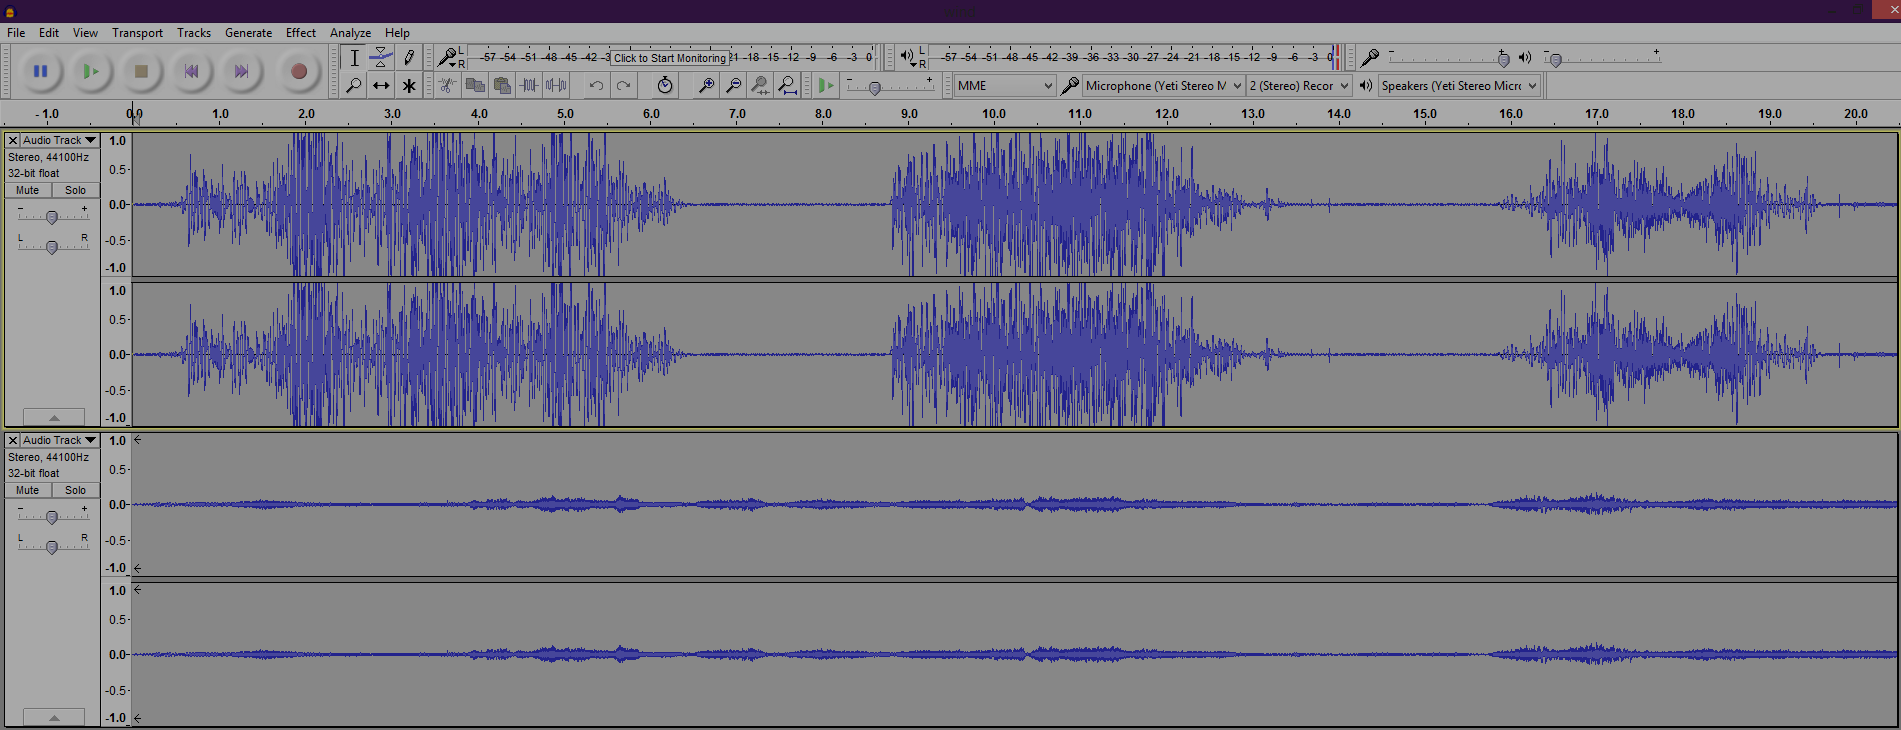 File Edit View Transport Tracks Generate Effect Analyze Help
L -57 -54 -51 -48 -45 -42 -3 Click to Start Monitoring 21 -18 -15 -12 -9 -6 -3 0 L -57 -54 -51 -48 -45 -42 -39 -36 -33 -30 -27 -24 -21 -18 -15 -12 -9 -6 -3 0 - + - +
R R
- + MME Microphone (Yeti Stereo M 2 (Stereo) Recor Speakers (Yeti Stereo Micro
-1.0 0.0 1.0 2.0 3.0 4.0 5.0 6.0 7.0 8.0 9.0 10.0 11.0 12.0 13.0 14.0 15.0 16.0 17.0 18.0 19.0 20.0
Audio Track 1.0
Stereo, 44100Hz
32-bit float 0.5
Mute Solo
- + 0.0
L R -0.5
-1.0
1.0
0.5
0.0
-0.5
-1.0
Audio Track 1.0
Stereo, 44100Hz
32-bit float 0.5
Mute Solo
- + 0.0
L R -0.5
-1.0
1.0
0.5
0.0
-0.5
-1.0